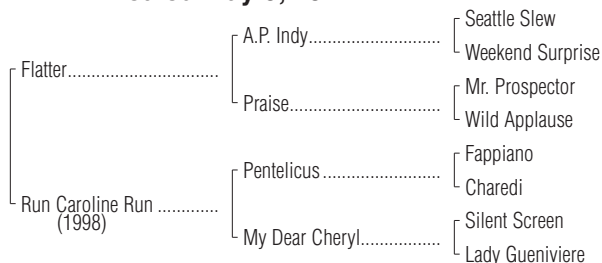 Seattle Slew
A.P. Indy
Weekend Surprise
Flatter
Mr. Prospector
Praise
Wild Applause
Fappiano
Pentelicus
Charedi
Run Caroline Run
(1998)
Silent Screen
My Dear Cheryl
Lady Gueniviere